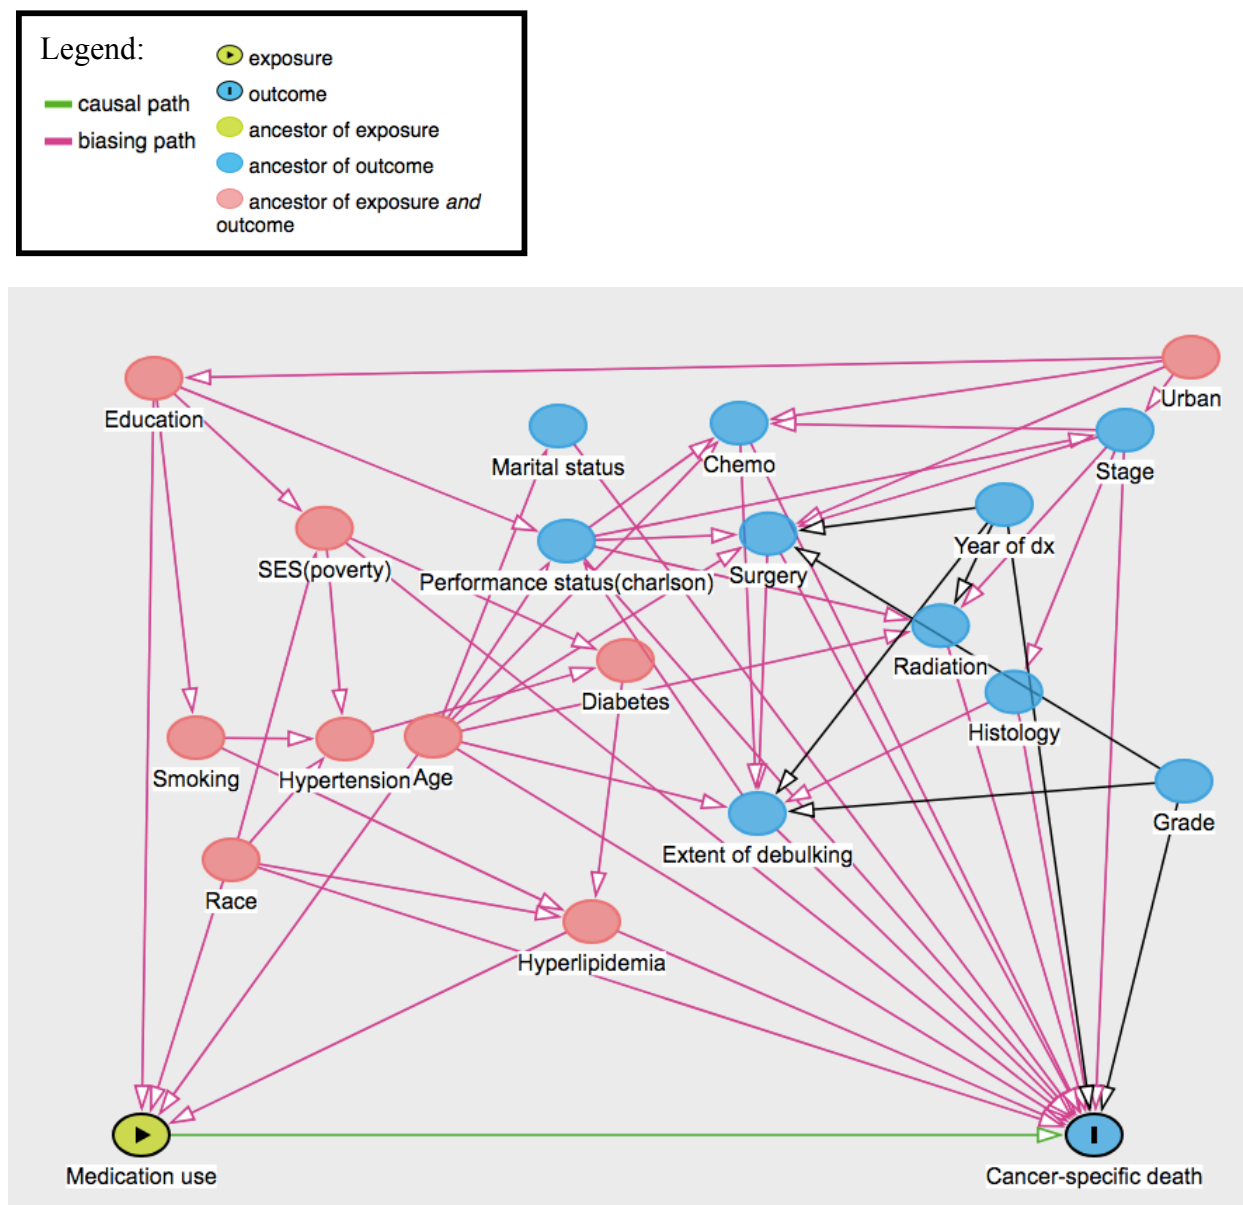 Legend:
exposure
outcome
causal path
ancestor of exposure
biasing path
ancestor of outcome
ancestor of exposure and
outcome
Urban
Education
Marital status
Chemo
Stage
Year of dx
SES(poverty)
Performance status(charlson)
Surgery
Radiation
Diabetes
Histology
Smoking
Hypertension
Age
Grade
Extent of debulking
Race
Hyperlipidemia
Medication use
Cancer-specific death